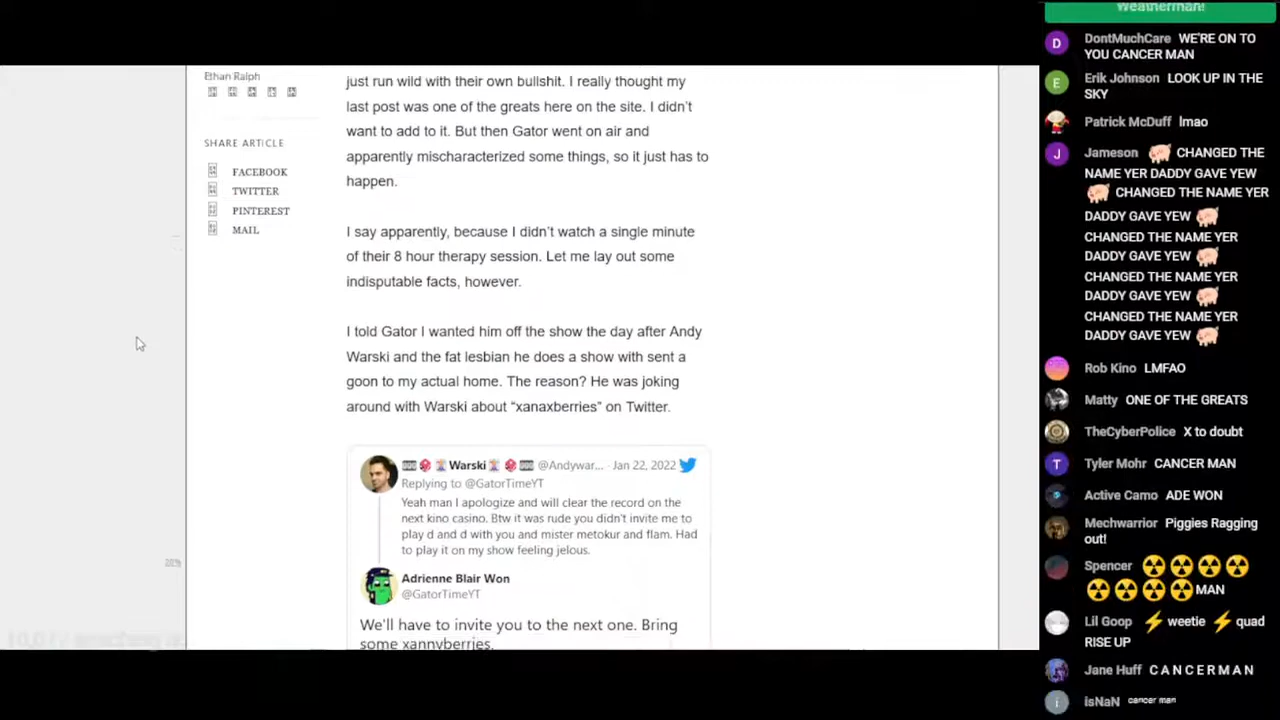 Ethan Ralph
SHARE ARTICLE
FACEBOOK
TWITTER
PINTEREST
MAIL
just run wild with their own bullshit. I really thought my
last post was one of the greats here on the site. I didn’t
want to add to it. But then Gator went on air and
apparently mischaracterized some things, so it just has to
happen.
I say apparently, because I didn’t watch a single minute
of their 8 hour therapy session. Let me lay out some
indisputable facts, however.
I told Gator I wanted him off the show the day after Andy
Warski and the fat lesbian he does a show with sent a
goon to my actual home. The reason? He was joking
around with Warski about “xanaxberries” on Twitter.
Warski @Andywar... · Jan 22, 2022
Replying to @GatorTimeYT
Yeah man I apologize and will clear the record on the
next kino casino. Btw it was rude you didn't invite me to
play d and d with you and mister metokur and flam. Had
to play it on my show feeling jelous.
Adrienne Blair Won
@GatorTimeYT
We'll have to invite you to the next one. Bring
some xannyberries.
20%
Weatherman!
D
DontMuchCare WE'RE ON TO
YOU CANCER MAN
E
Erik Johnson LOOK UP IN THE
SKY
Patrick McDuff lmao
J
Jameson 🐷 CHANGED THE
NAME YER DADDY GAVE YEW
🐷 CHANGED THE NAME YER
DADDY GAVE YEW 🐷
CHANGED THE NAME YER
DADDY GAVE YEW 🐷
CHANGED THE NAME YER
DADDY GAVE YEW 🐷
CHANGED THE NAME YER
DADDY GAVE YEW 🐷
Rob Kino LMFAO
Matty ONE OF THE GREATS
TheCyberPolice X to doubt
T
Tyler Mohr CANCER MAN
Active Camo ADE WON
Mechwarrior Piggies Ragging
out!
Spencer ☢☢☢☢
☢☢☢☢MAN
Lil Goop ⚡weetie ⚡quad
RISE UP
Jane Huff C A N C E R M A N
i
isNaN cancer man